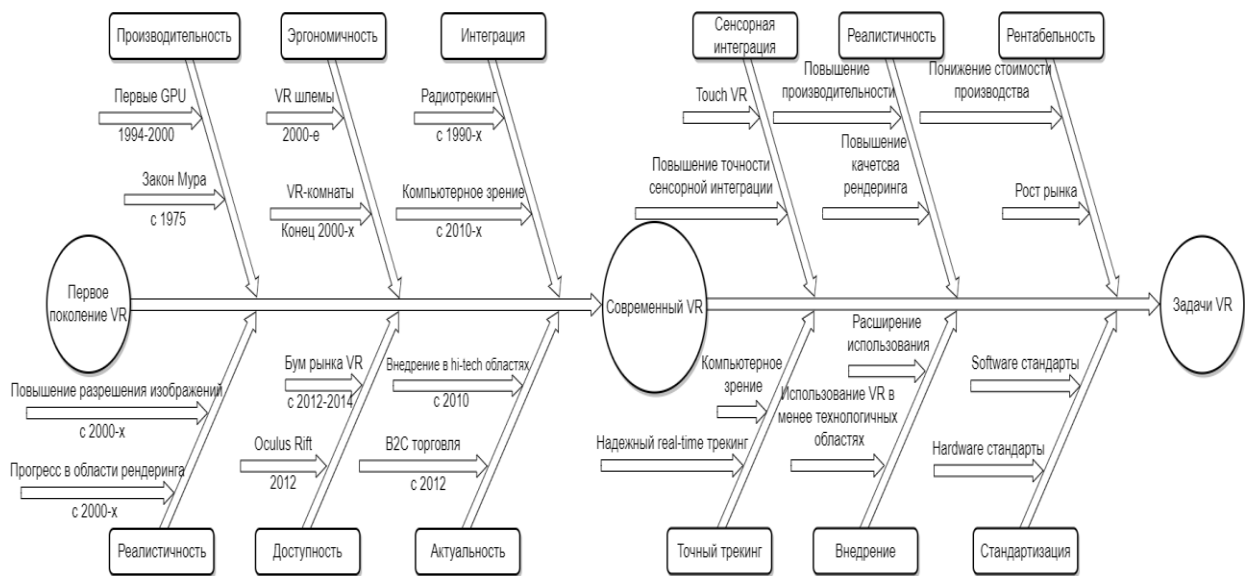 Производительность
Эргономичность
Интеграция
Сенсорная
интеграция
Реалистичность
Рентабельность
Первые GPU
1994-2000
VR шлемы
2000-е
Радиотрекинг
с 1990-х
Touch VR
Повышение
производительности
Понижение стоимости
производства
Закон Мура
с 1975
VR-комнаты
Конец 2000-х
Компьютерное зрение
с 2010-х
Повышение точности
сенсорной интеграции
Повышение
качетсва
рендеринга
Рост рынка
Первое
поколение VR
Современный VR
Задачи VR
Повышение разрешения изображений
с 2000-х
Бум рынка VR
с 2012-2014
Внедрение в hi-tech областях
с 2010
Компьютерное
зрение
Расширение
использования
Software стандарты
Прогресс в области рендеринга
с 2000-х
Oculus Rift
2012
B2C торговля
с 2012
Надежный real-time трекинг
Использование VR в
менее технологичных
областях
Hardware стандарты
Реалистичность
Доступность
Актуальность
Точный трекинг
Внедрение
Стандартизация